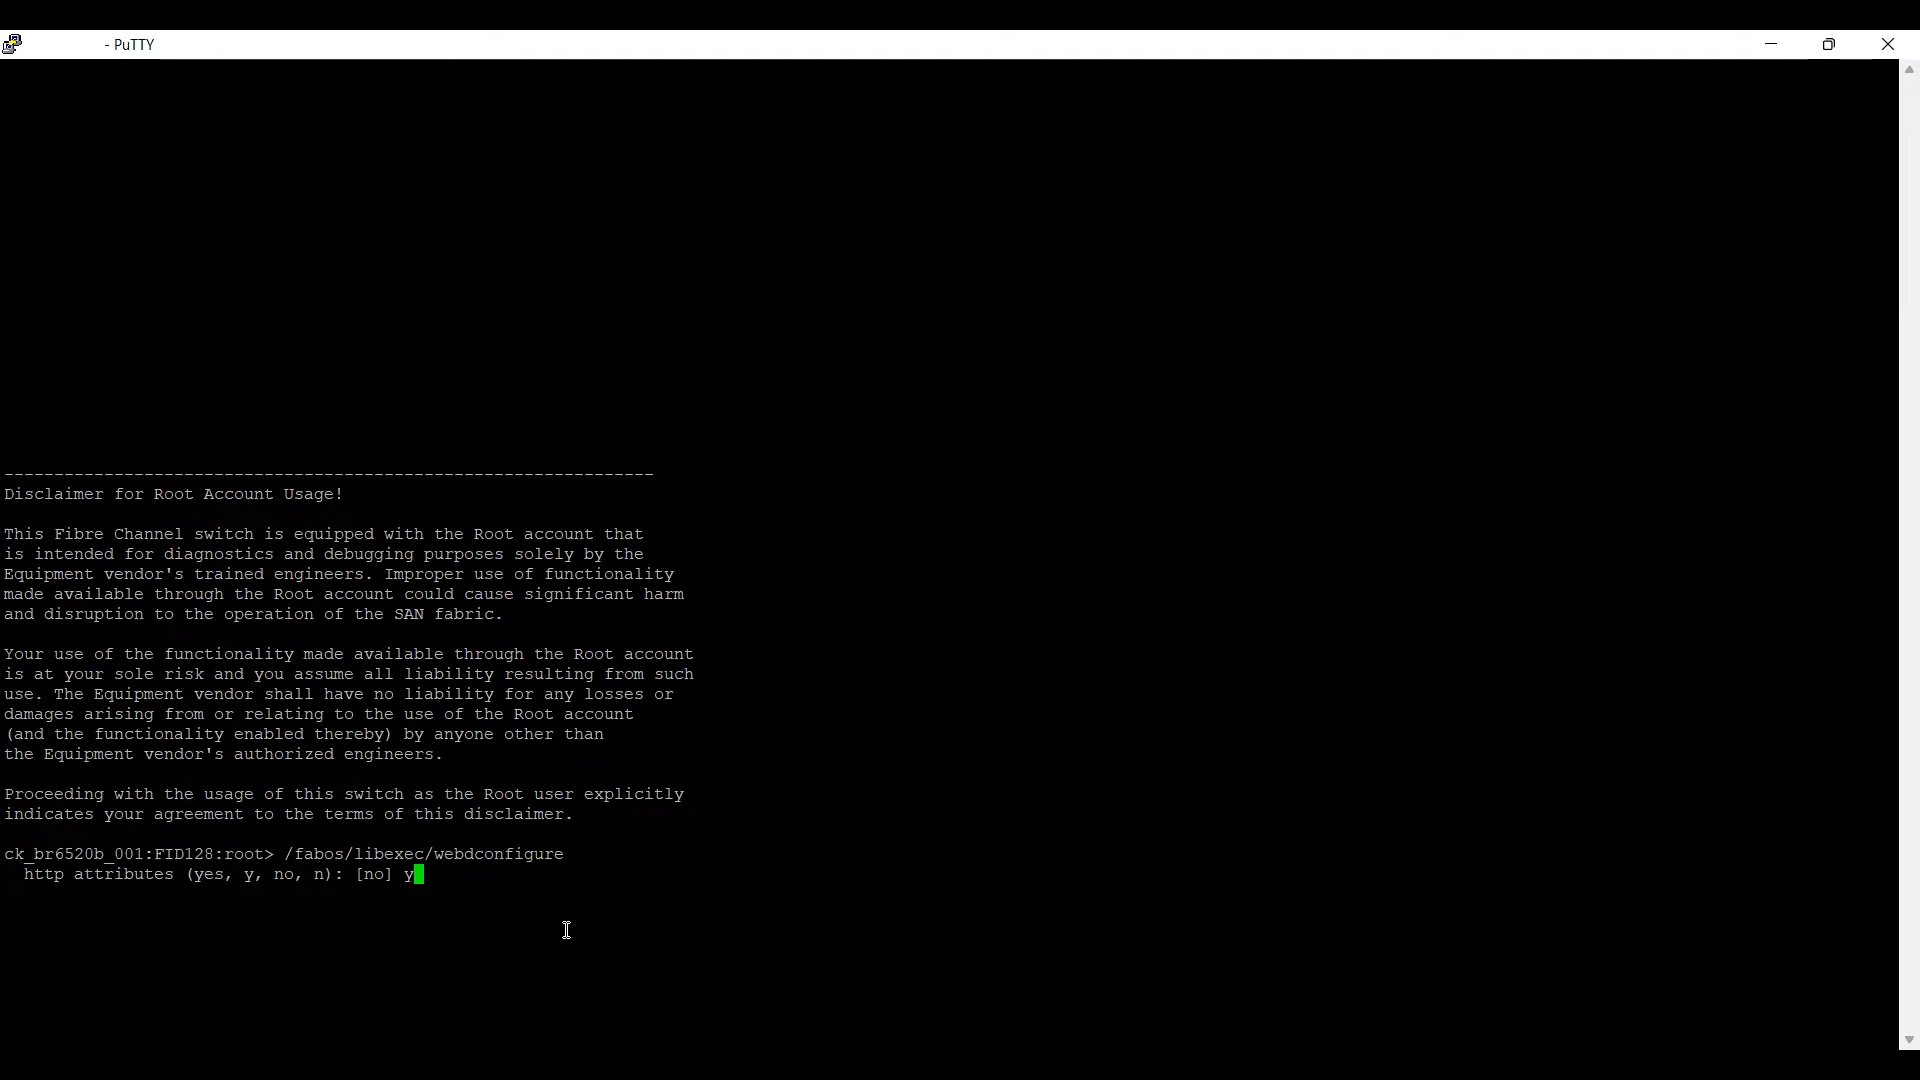 - PuTTY
-----------------------------------------------------------------
Disclaimer for Root Account Usage!
This Fibre Channel switch is equipped with the Root account that
is intended for diagnostics and debugging purposes solely by the
Equipment vendor's trained engineers. Improper use of functionality
made available through the Root account could cause significant harm
and disruption to the operation of the SAN fabric.
Your use of the functionality made available through the Root account
is at your sole risk and you assume all liability resulting from such
use. The Equipment vendor shall have no liability for any losses or
damages arising from or relating to the use of the Root account
(and the functionality enabled thereby) by anyone other than
the Equipment vendor's authorized engineers.
Proceeding with the usage of this switch as the Root user explicitly
indicates your agreement to the terms of this disclaimer.
ck_br6520b_001:FID128:root> /fabos/libexec/webdconfigure
http attributes (yes, y, no, n): [no] y